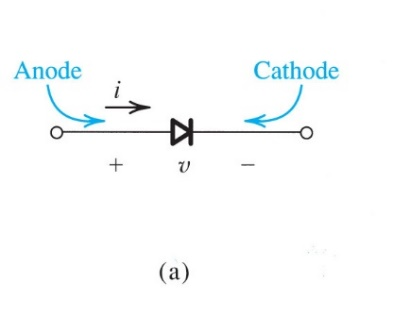 Anode
Cathode
i
+ v −
(a)